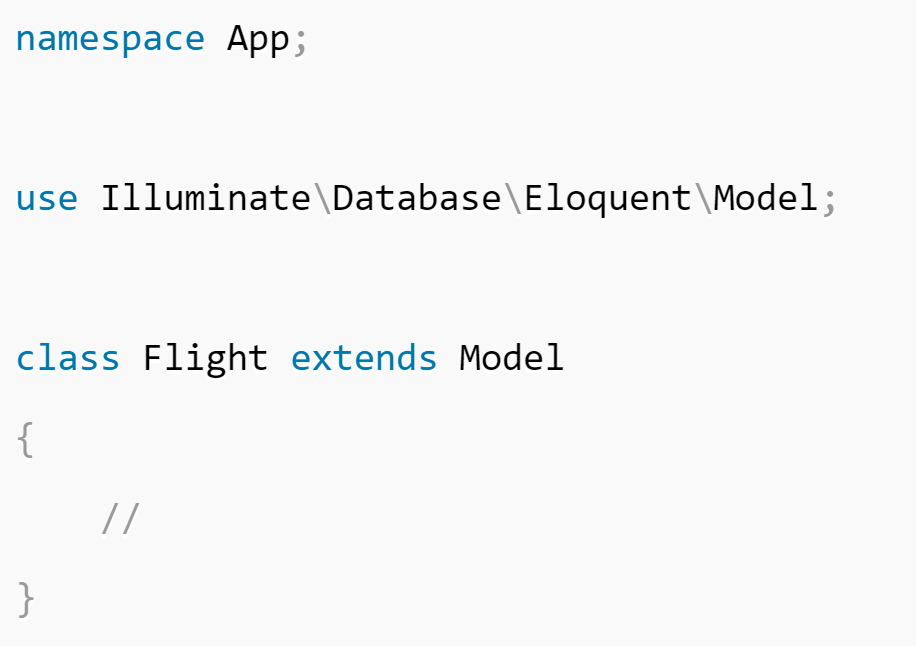 namespace App;
use Illuminate\Database\Eloquent\Model;
class Flight extends Model
{
//
}